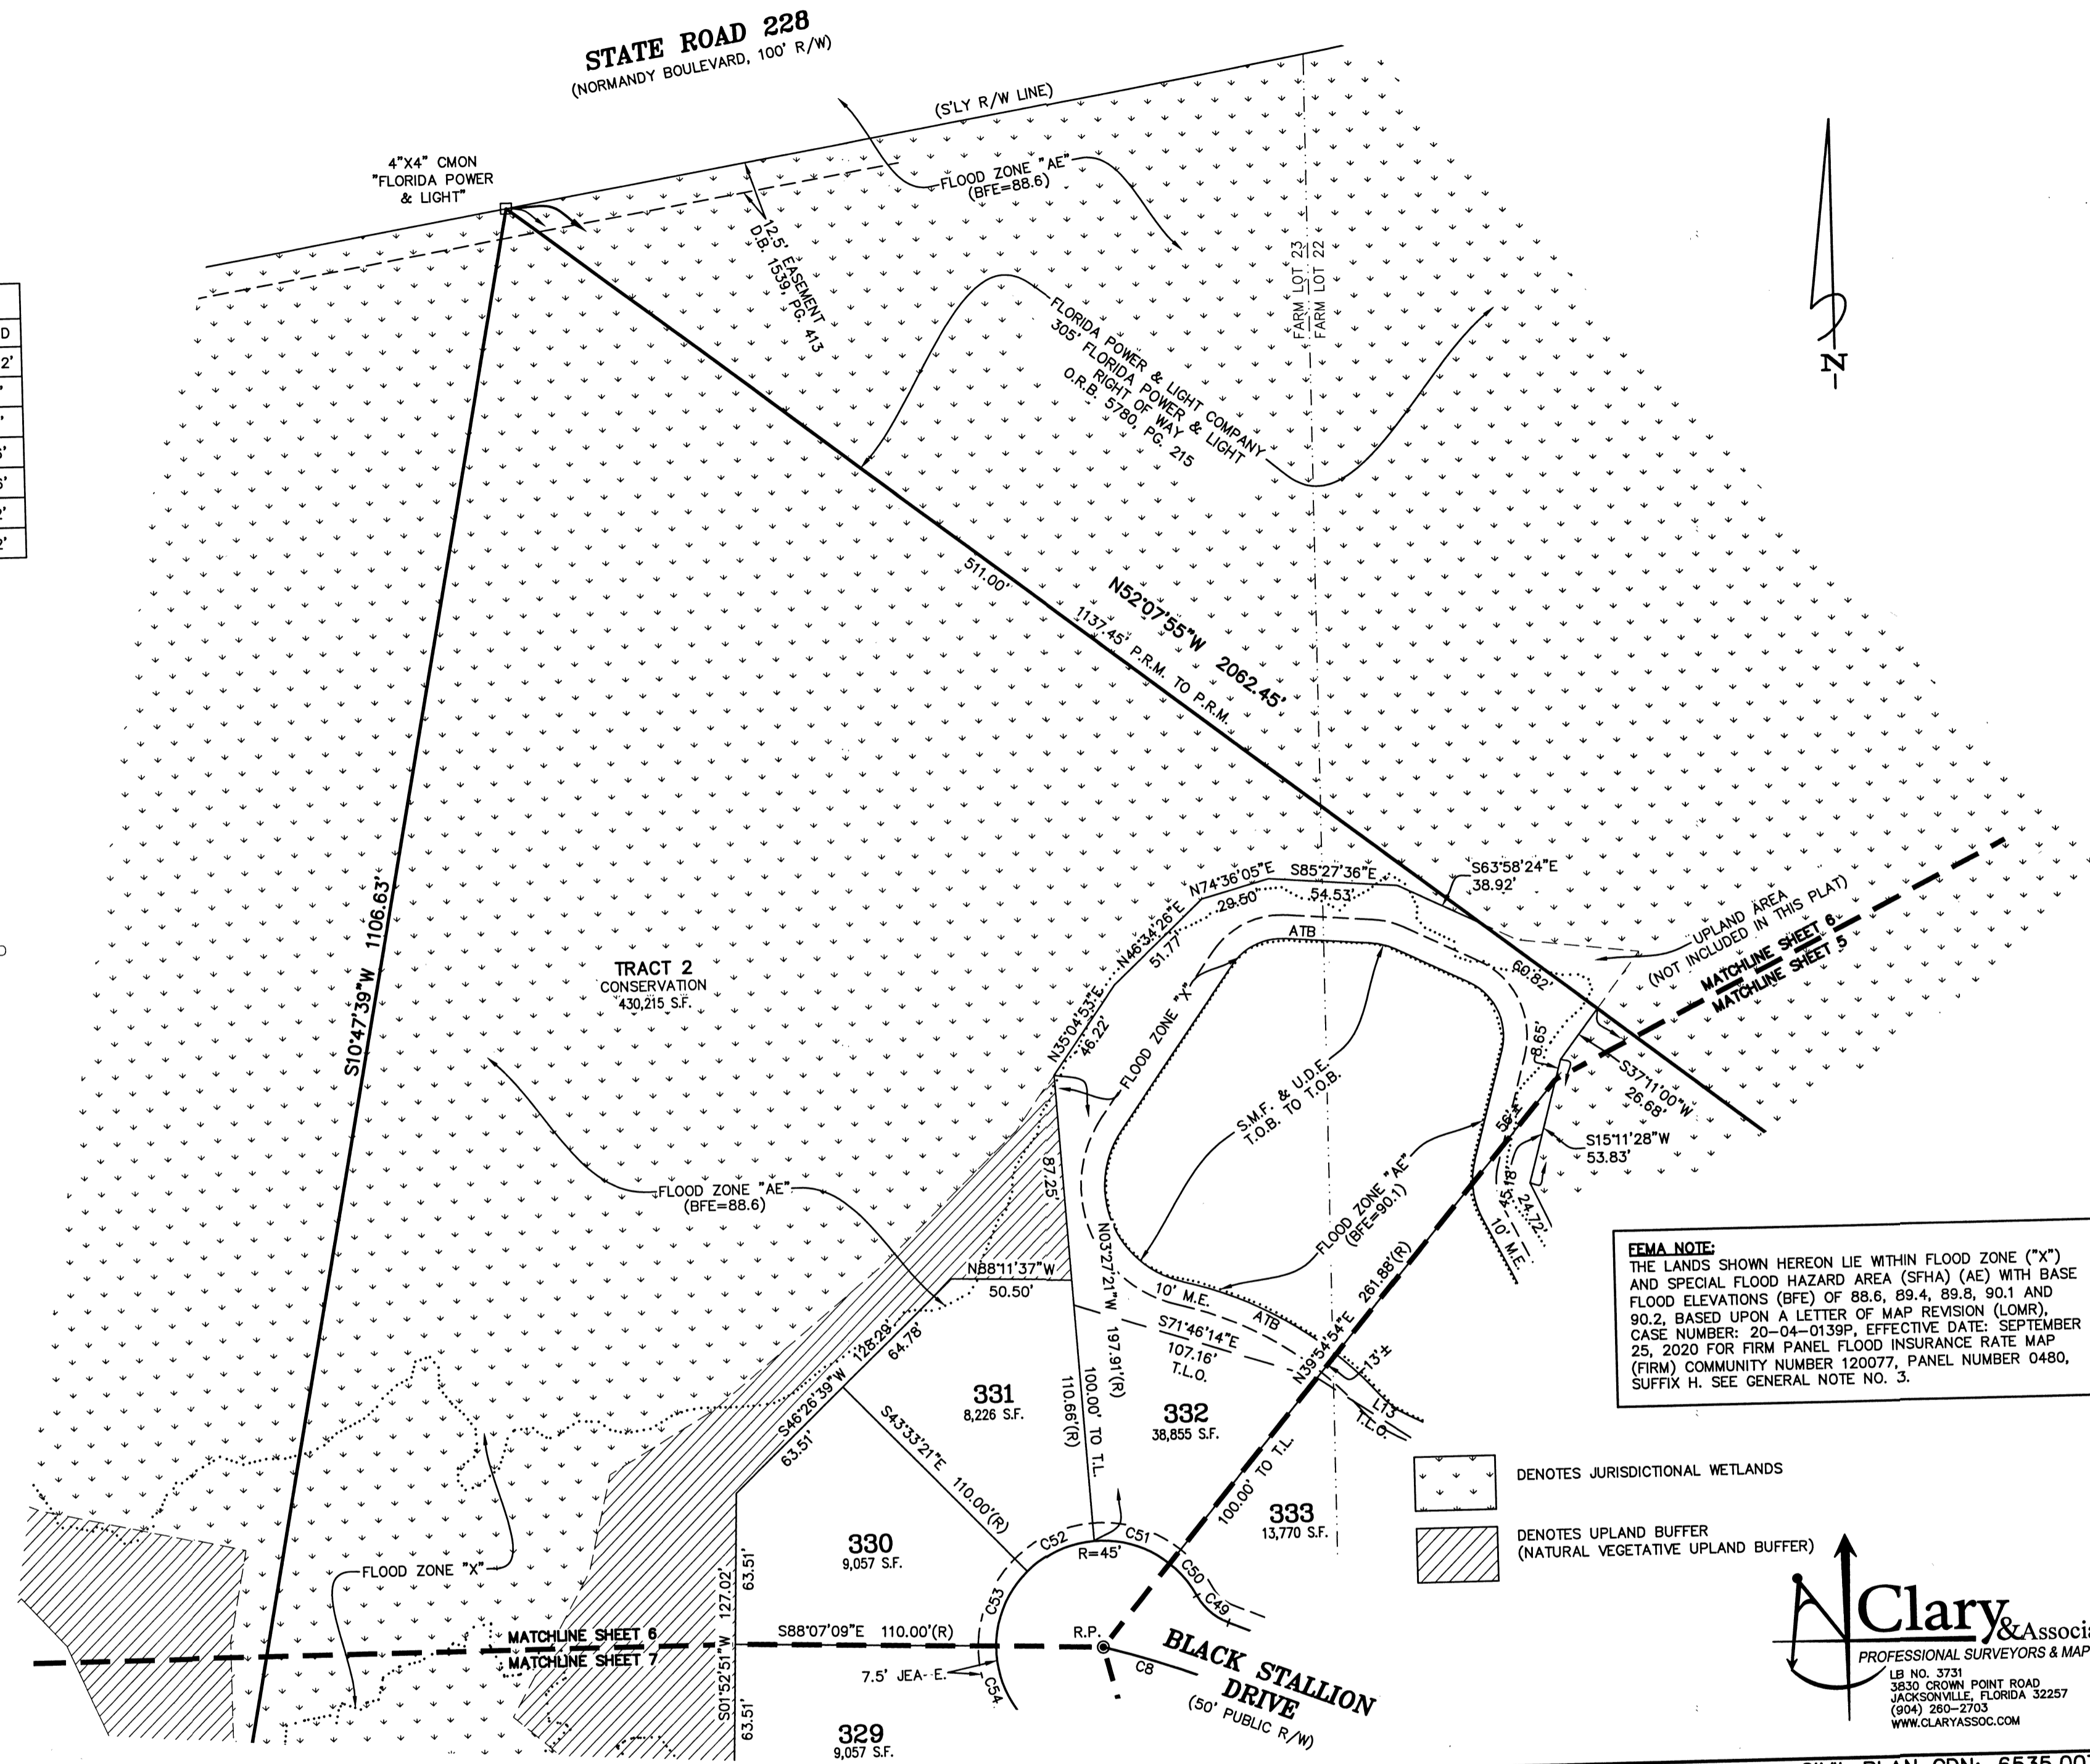 STATE ROAD 228
(NORMANDY BOULEVARD, 100' R/W)
(S'LY R/W LINE)
4"X4" CMON
"FLORIDA POWER
& LIGHT"
FLOOD ZONE "AE"
(BFE=88.6)
12.5' EASEMENT
D.B. 1539, PG. 413
FARM LOT 23
FARM LOT 22
FLORIDA POWER & LIGHT COMPANY
305' FLORIDA POWER & LIGHT
RIGHT OF WAY
O.R.B. 5780, PG. 215
N
D
2'
511.00'
N52°07'55"W 2062.45'
1137.45' P.R.M. TO P.R.M.
S10°47'39"W 1106.63'
TRACT 2
CONSERVATION
430,215 S.F.
N74°36'05"E
29.50'
S85°27'36"E
54.53'
S63°58'24"E
38.92'
N46°34'26"E
51.77'
N35°04'53"E
46.22'
ATB
60.82'
UPLAND AREA
(NOT INCLUDED IN THIS PLAT)
MATCHLINE SHEET 6
MATCHLINE SHEET 5
FLOOD ZONE "X"
S.M.F. & U.D.E.
T.O.B. TO T.O.B.
8.65'
S37°11'00"W
26.68'
56'±
S15°11'28"W
53.83'
45.18'
24.72'
10' M.E.
FLOOD ZONE "AE"
(BFE=88.6)
87.25'
FLOOD ZONE "AE"
(BFE=90.1)
N88°11'37"W
50.50'
N03°27'21"W 197.91'(R)
100.00' TO T.L.
110.66'(R)
10' M.E.
ATB
S71°46'14"E
107.16'
T.L.O.
N39°54'54"E 261.88'(R)
100.00' TO T.L.
13'±
L13
T.L.O.
S46°26'39"W 128.29'
64.78'
63.51'
331
8,226 S.F.
332
38,855 S.F.
333
13,770 S.F.
S43°33'21"E 110.00'(R)
330
9,057 S.F.
C52
C51
R=45'
C50
C49
C53
C54
FLOOD ZONE "X"
S01°52'51"W 127.02'
63.51'
63.51'
MATCHLINE SHEET 6
MATCHLINE SHEET 7
S88°07'09"E 110.00'(R)
R.P.
C8
7.5' JEA-E.
BLACK STALLION
DRIVE
(50' PUBLIC R/W)
329
9,057 S.F.
FEMA NOTE:
THE LANDS SHOWN HEREON LIE WITHIN FLOOD ZONE ("X")
AND SPECIAL FLOOD HAZARD AREA (SFHA) (AE) WITH BASE
FLOOD ELEVATIONS (BFE) OF 88.6, 89.4, 89.8, 90.1 AND
90.2, BASED UPON A LETTER OF MAP REVISION (LOMR),
CASE NUMBER: 20-04-0139P, EFFECTIVE DATE: SEPTEMBER
25, 2020 FOR FIRM PANEL FLOOD INSURANCE RATE MAP
(FIRM) COMMUNITY NUMBER 120077, PANEL NUMBER 0480,
SUFFIX H. SEE GENERAL NOTE NO. 3.
DENOTES JURISDICTIONAL WETLANDS
DENOTES UPLAND BUFFER
(NATURAL VEGETATIVE UPLAND BUFFER)
Clary & Associa
PROFESSIONAL SURVEYORS & MAP
LB NO. 3731
3830 CROWN POINT ROAD
JACKSONVILLE, FLORIDA 32257
(904) 260-2703
WWW.CLARYASSOC.COM